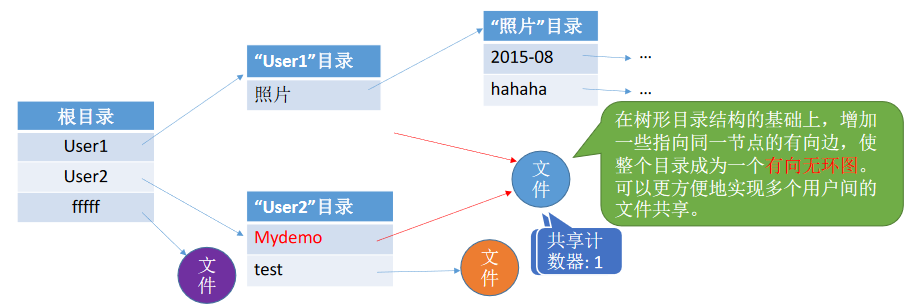 根目录
User1
User2
fffff
“User1”目录
照片
“照片”目录
2015-08
...
hahaha
...
“User2”目录
Mydemo
test
文
件
文
件
文
件
共享计
数器: 1
在树形目录结构的基础上，增加
一些指向同一节点的有向边，使
整个目录成为一个有向无环图。
可以更方便地实现多个用户间的
文件共享。